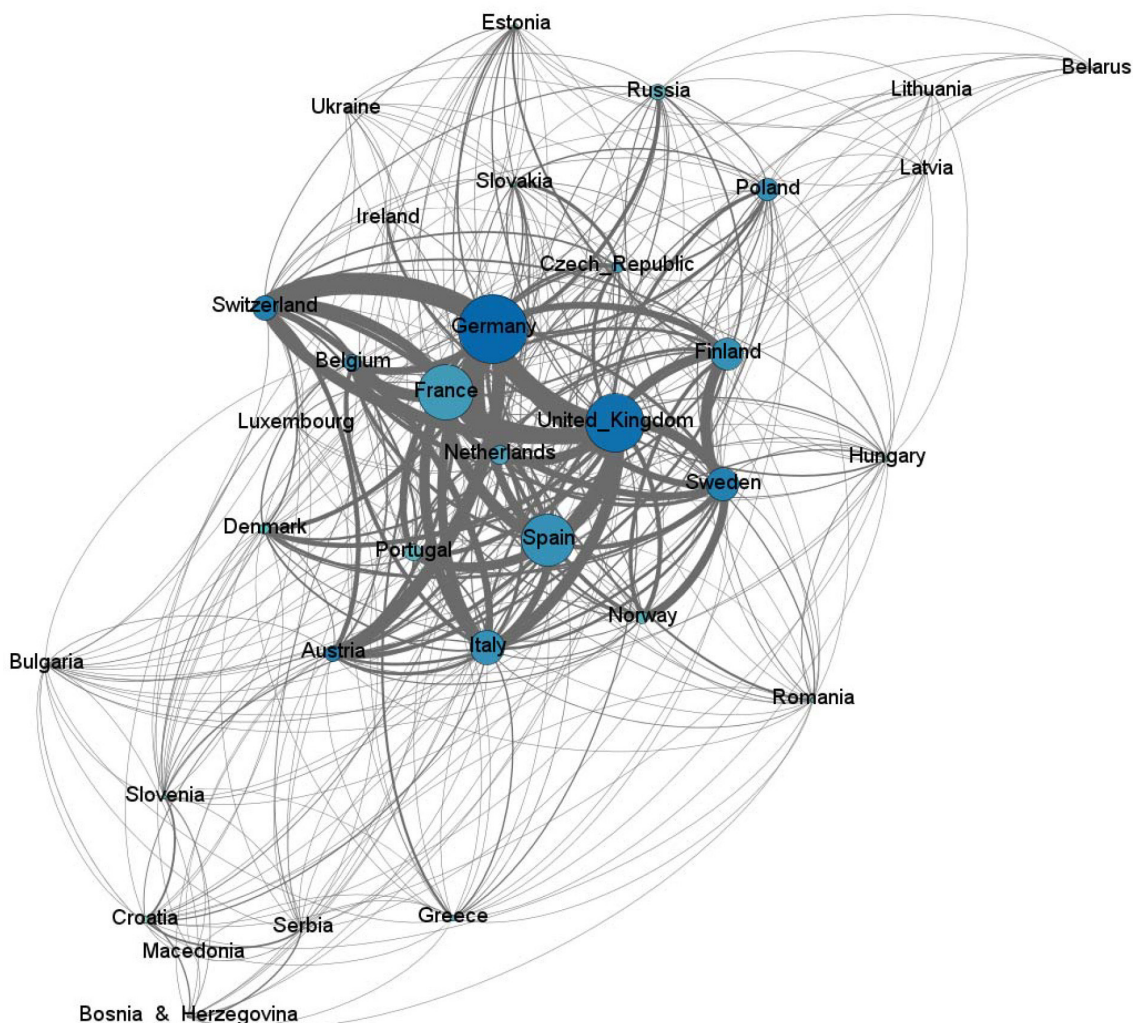 Estonia
Belarus
Russia
Lithuania
Ukraine
Latvia
Slovakia
Poland
Ireland
Czech_Republic
Switzerland
Germany
Finland
Belgium
France
United_Kingdom
Luxembourg
Netherlands
Hungary
Sweden
Denmark
Spain
Portugal
Norway
Italy
Austria
Bulgaria
Romania
Slovenia
Croatia
Greece
Serbia
Macedonia
Bosnia & Herzegovina